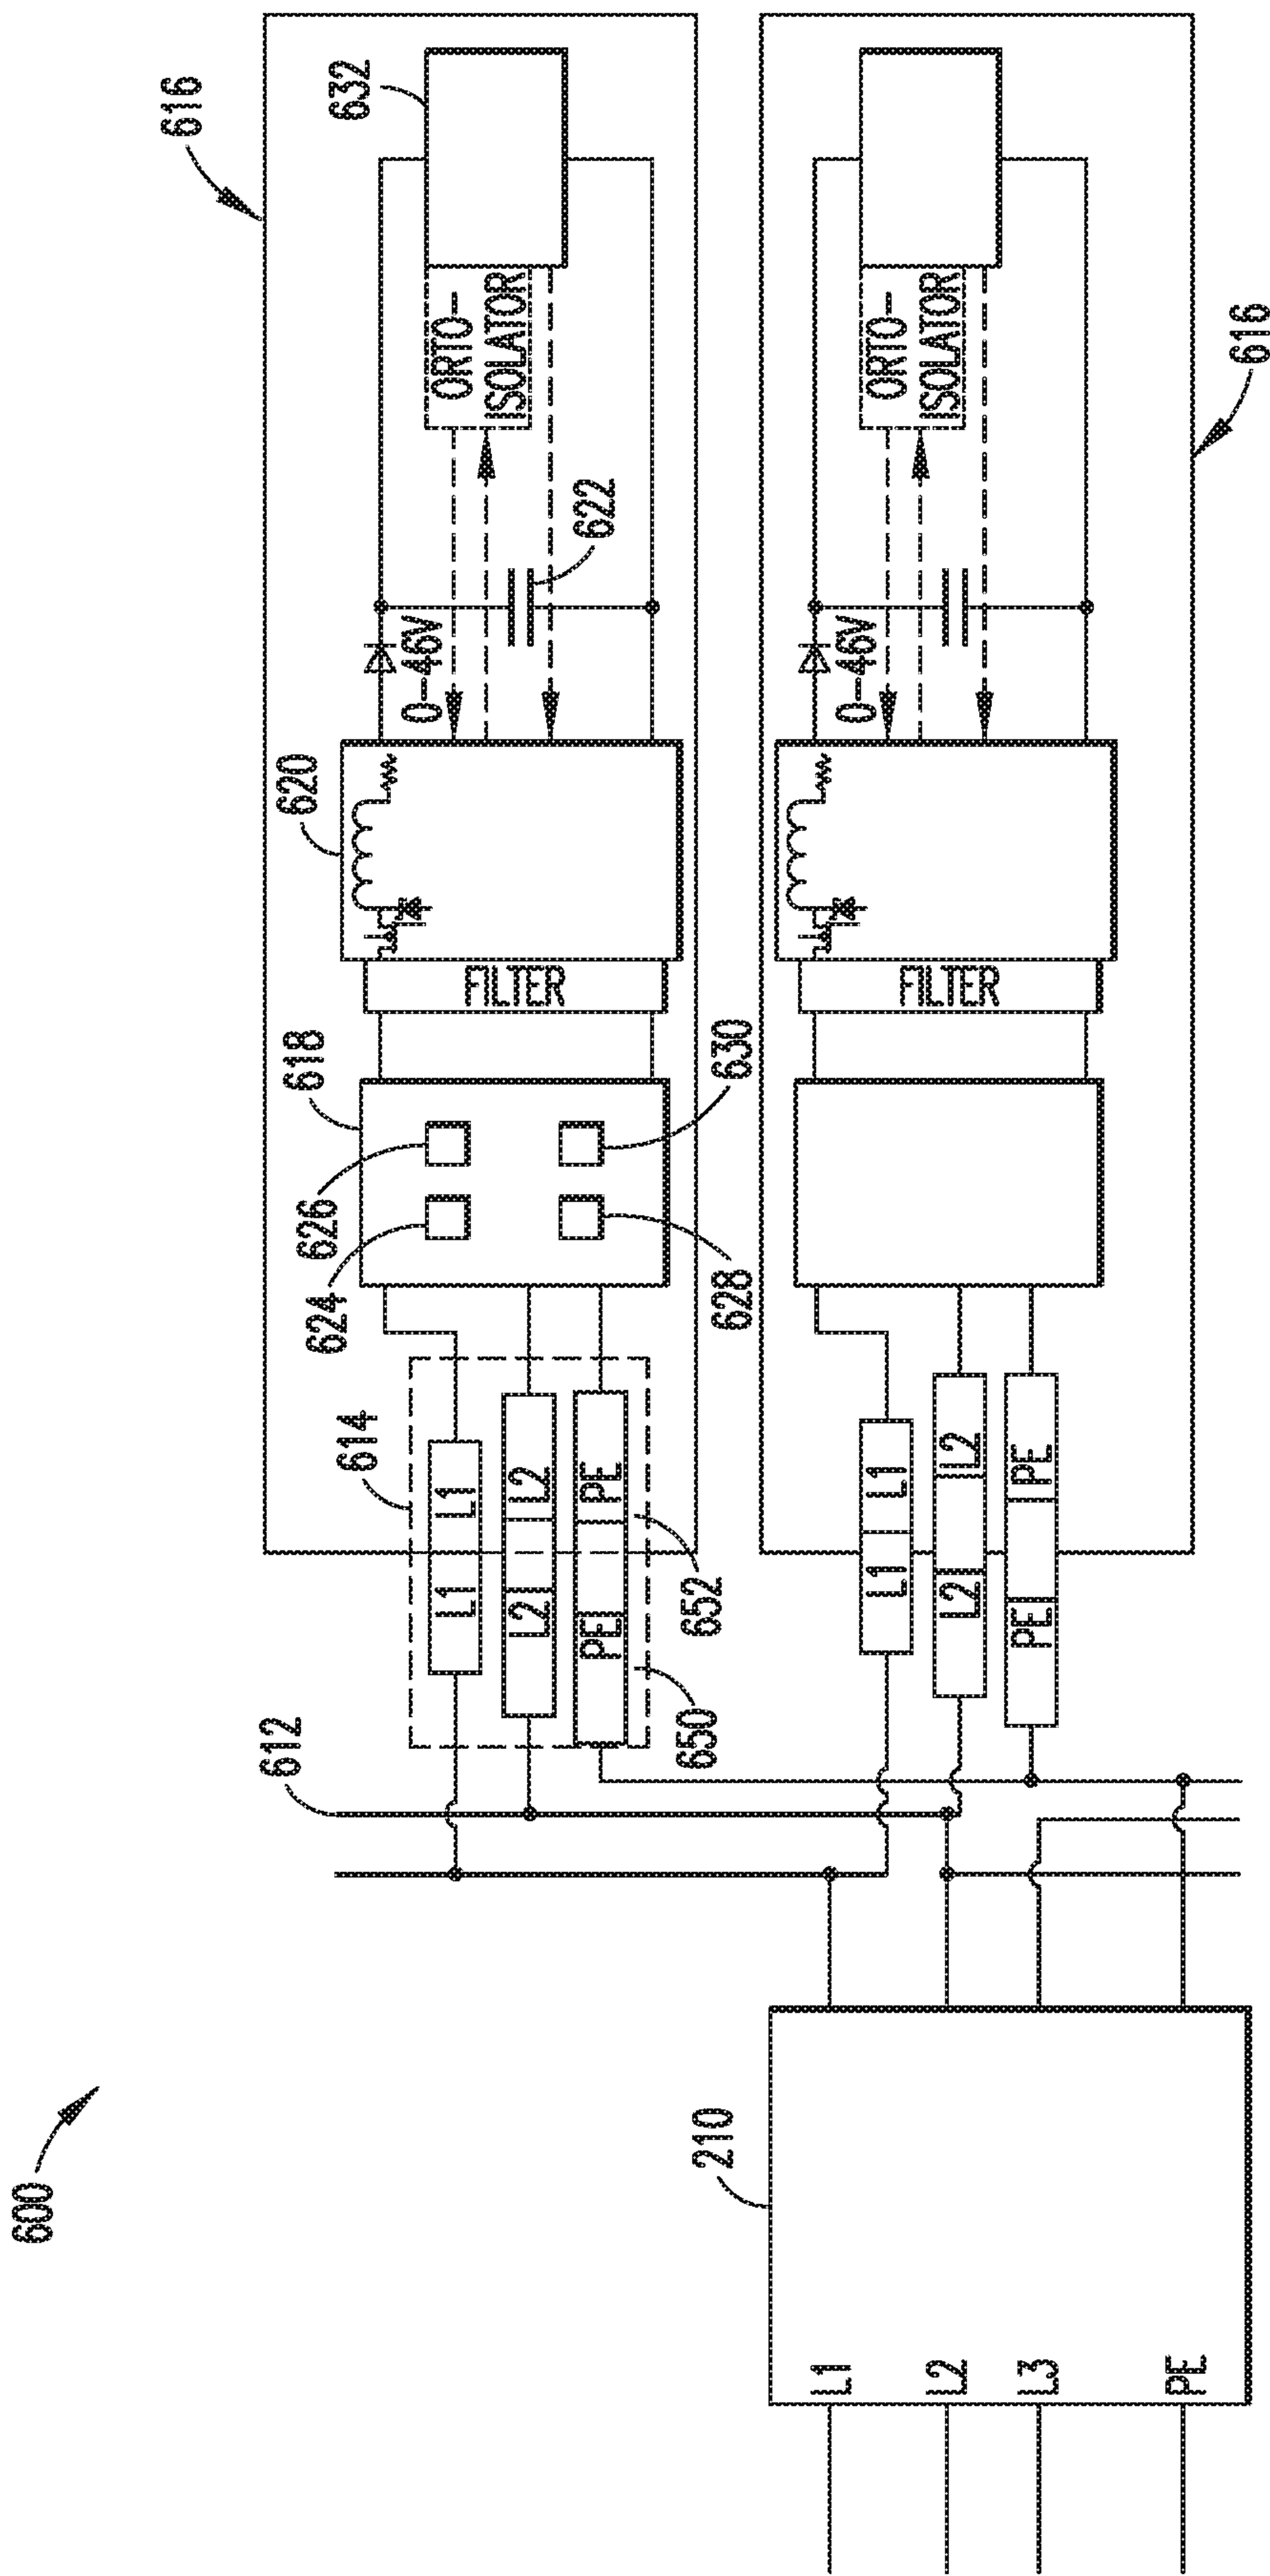 600
616
632
ORTO-
ISOLATOR
622
0-46V
620
FILTER
618
630
626
624
628
614
L1 L1
L2 L2
PE PE
652
650
612
616
ORTO-
ISOLATOR
0-46V
FILTER
L1 L1
L2 L2
PE PE
210
L1
L2
L3
PE